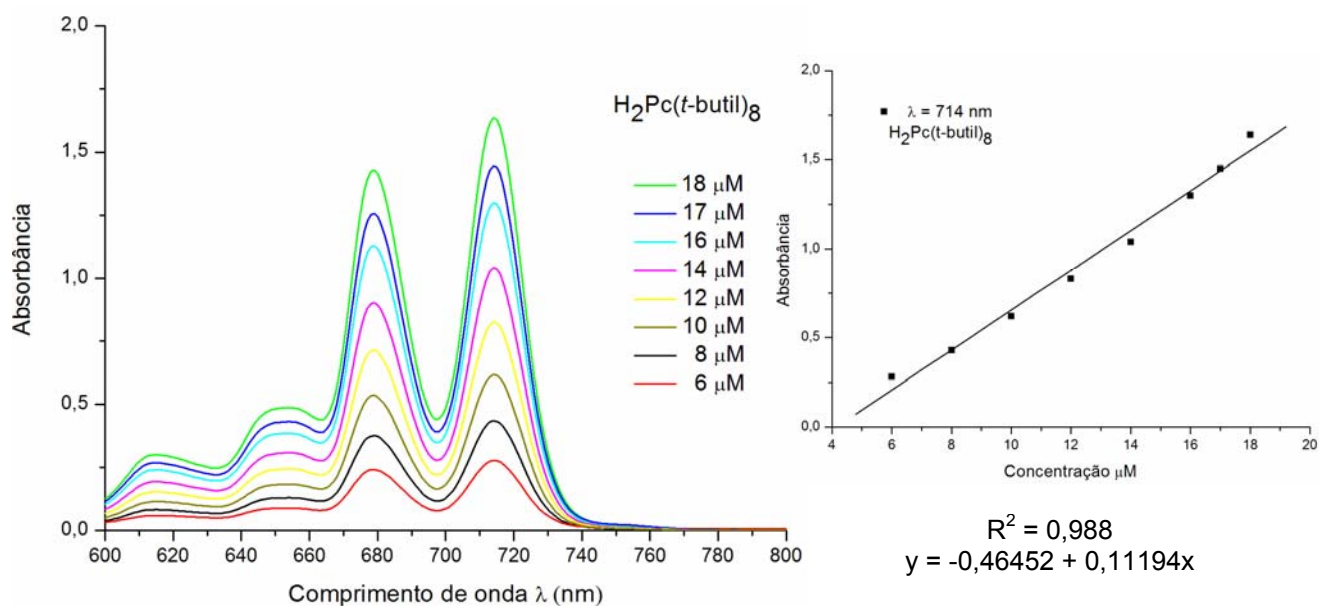 2,0
1,5
1,0
0,5
0,0
Absorbância
600 620 640 660 680 700 720 740 760 780 800
Comprimento de onda λ (nm)
H2Pc(t-butil)8
18 μM
17 μM
16 μM
14 μM
12 μM
10 μM
8 μM
6 μM
2,0
1,5
1,0
0,5
0,0
Absorbância
λ = 714 nm
H2Pc(t-butil)8
4 6 8 10 12 14 16 18 20
Concentração μM
R² = 0,988
y = -0,46452 + 0,11194x